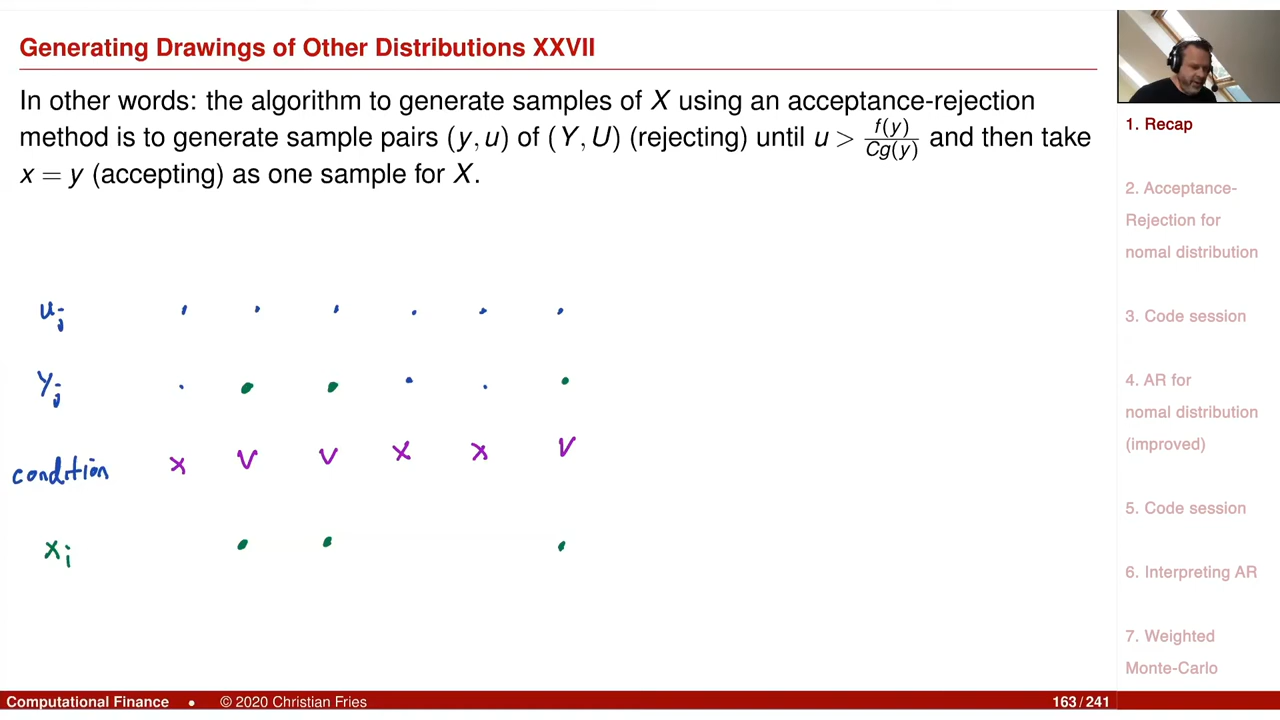 Generating Drawings of Other Distributions XXVII
In other words: the algorithm to generate samples of X using an acceptance-rejection
method is to generate sample pairs (y, u) of (Y, U) (rejecting) until u > f(y)/Cg(y) and then take
x = y (accepting) as one sample for X.
u_j
Y_j
condition x v v x x v
x_i
1. Recap
2. Acceptance-
Rejection for
nomal distribution
3. Code session
4. AR for
nomal distribution
(improved)
5. Code session
6. Interpreting AR
7. Weighted
Monte-Carlo
Computational Finance • © 2020 Christian Fries 163 / 241